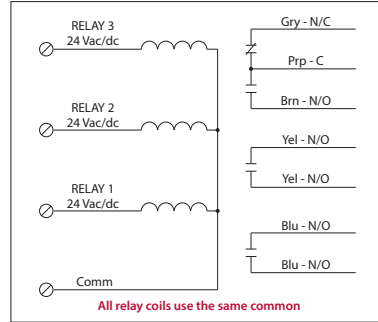 RELAY 3
24 Vac/dc
Gry - N/C
Prp - C
Brn - N/O
RELAY 2
24 Vac/dc
Yel - N/O
Yel - N/O
RELAY 1
24 Vac/dc
Blu - N/O
Blu - N/O
Comm
All relay coils use the same common